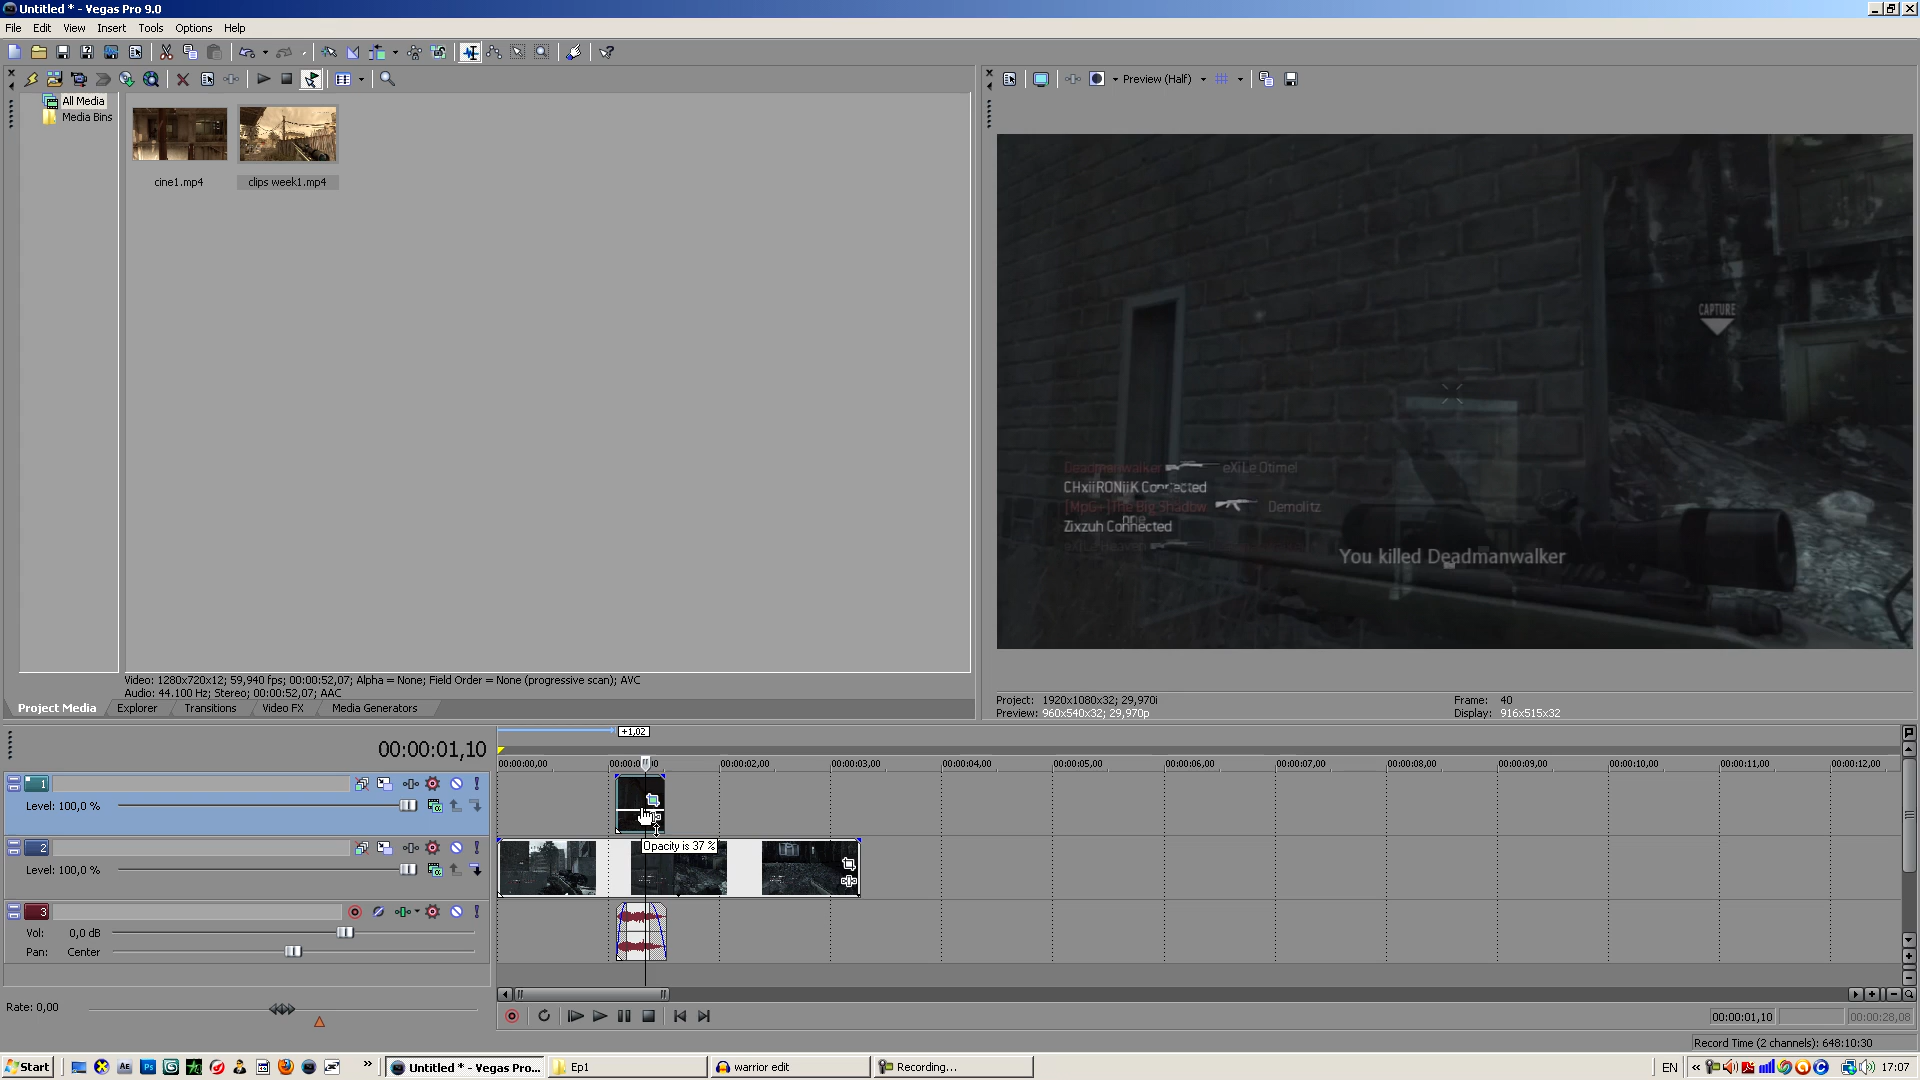 Untitled * - Vegas Pro 9.0
File Edit View Insert Tools Options Help
All Media
Media Bins
cine1.mp4
clips week1.mp4
Preview (Half)
CAPTURE
Deadmanwalker eXiLe Otimel
CHxiiRONiiK Connected
[MpG+]The Big Shadow Demolitz
Zixzuh Connected
You killed Deadmanwalker
Video: 1280x720x12; 59,940 fps; 00:00:52,07; Alpha = None; Field Order = None (progressive scan); AVC
Audio: 44.100 Hz; Stereo; 00:00:52,07; AAC
Project Media Explorer Transitions Video FX Media Generators
Project: 1920x1080x32; 29,970i
Preview: 960x540x32; 29,970p
Frame: 40
Display: 916x515x32
+1,02
00:00:01,10
00:00:00,00 00:00:02,00 00:00:03,00 00:00:04,00 00:00:05,00 00:00:06,00 00:00:07,00 00:00:08,00 00:00:09,00 00:00:10,00 00:00:11,00 00:00:12,00
1
Level: 100,0 %
Opacity is 37 %
2
Level: 100,0 %
3
Vol: 0,0 dB
Pan: Center
Rate: 0,00
00:00:01,10
00:00:28,08
Record Time (2 channels): 648:10:30
Start
Untitled * - Vegas Pro...
Ep1
warrior edit
Recording...
EN
17:07